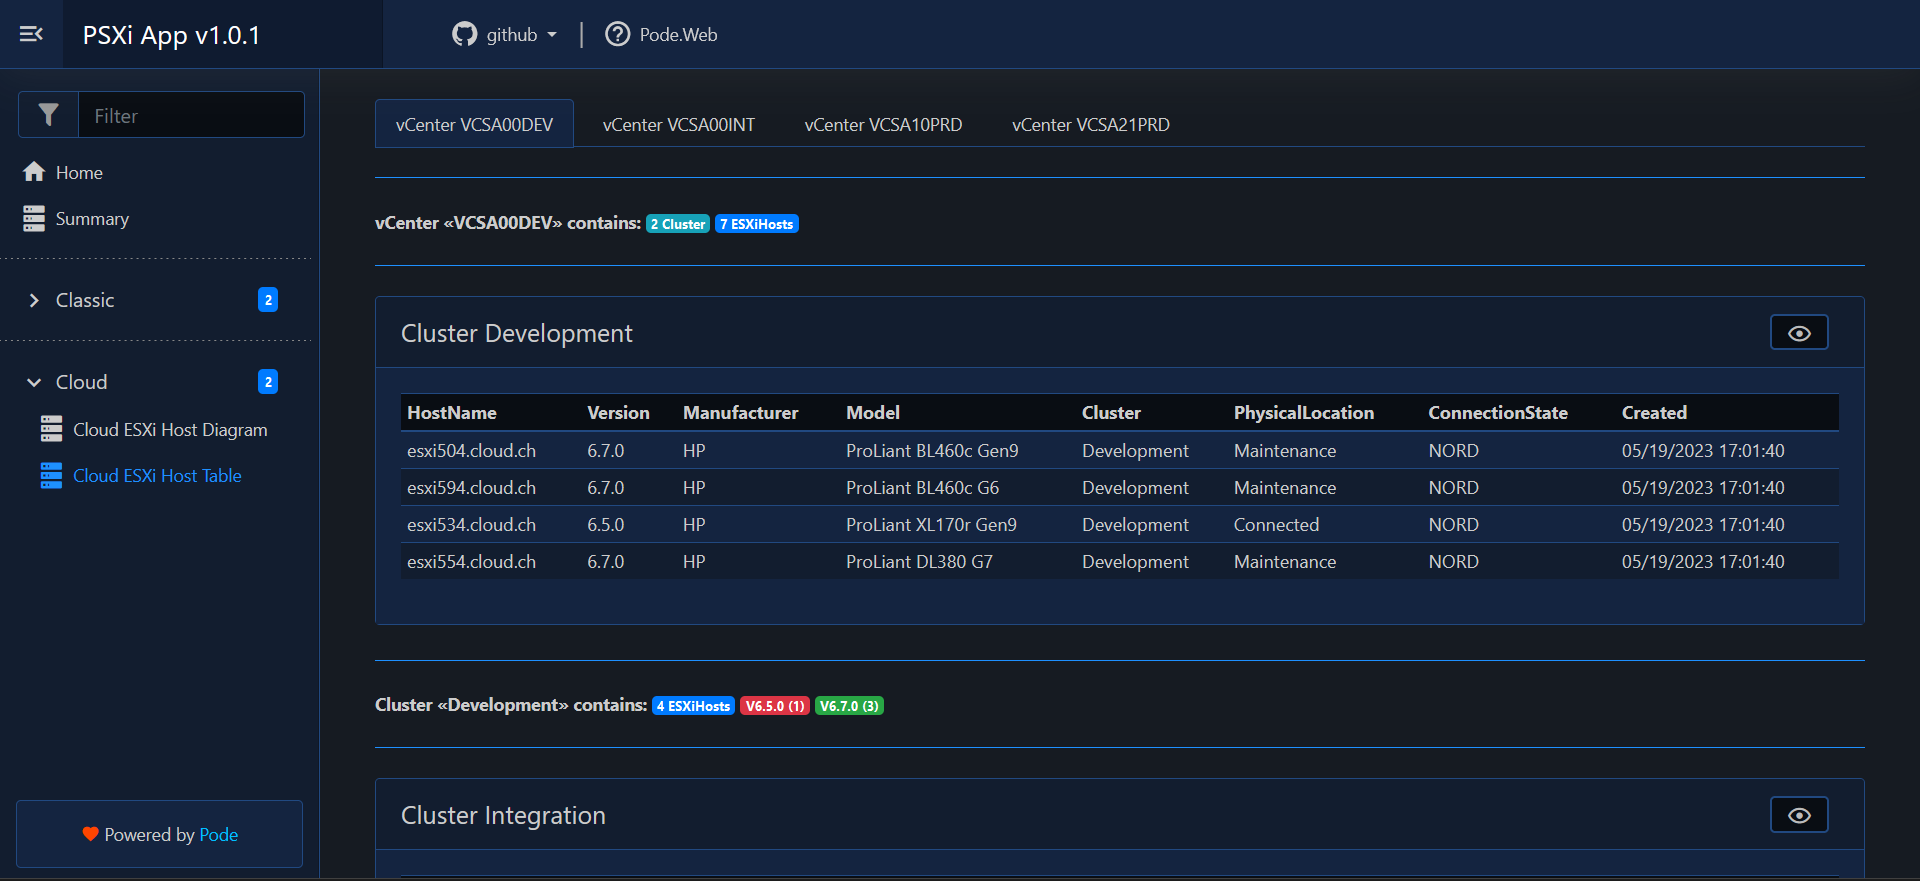 PSXi App v1.0.1
github
Pode.Web
Filter
Home
Summary
Classic 2
Cloud 2
Cloud ESXi Host Diagram
Cloud ESXi Host Table
Powered by Pode
vCenter VCSA00DEV vCenter VCSA00INT vCenter VCSA10PRD vCenter VCSA21PRD
vCenter «VCSA00DEV» contains: 2 Cluster 7 ESXiHosts
Cluster Development
HostName Version Manufacturer Model Cluster PhysicalLocation ConnectionState Created
esxi504.cloud.ch 6.7.0 HP ProLiant BL460c Gen9 Development Maintenance NORD 05/19/2023 17:01:40
esxi594.cloud.ch 6.7.0 HP ProLiant BL460c G6 Development Maintenance NORD 05/19/2023 17:01:40
esxi534.cloud.ch 6.5.0 HP ProLiant XL170r Gen9 Development Connected NORD 05/19/2023 17:01:40
esxi554.cloud.ch 6.7.0 HP ProLiant DL380 G7 Development Maintenance NORD 05/19/2023 17:01:40
Cluster «Development» contains: 4 ESXiHosts V6.5.0 (1) V6.7.0 (3)
Cluster Integration